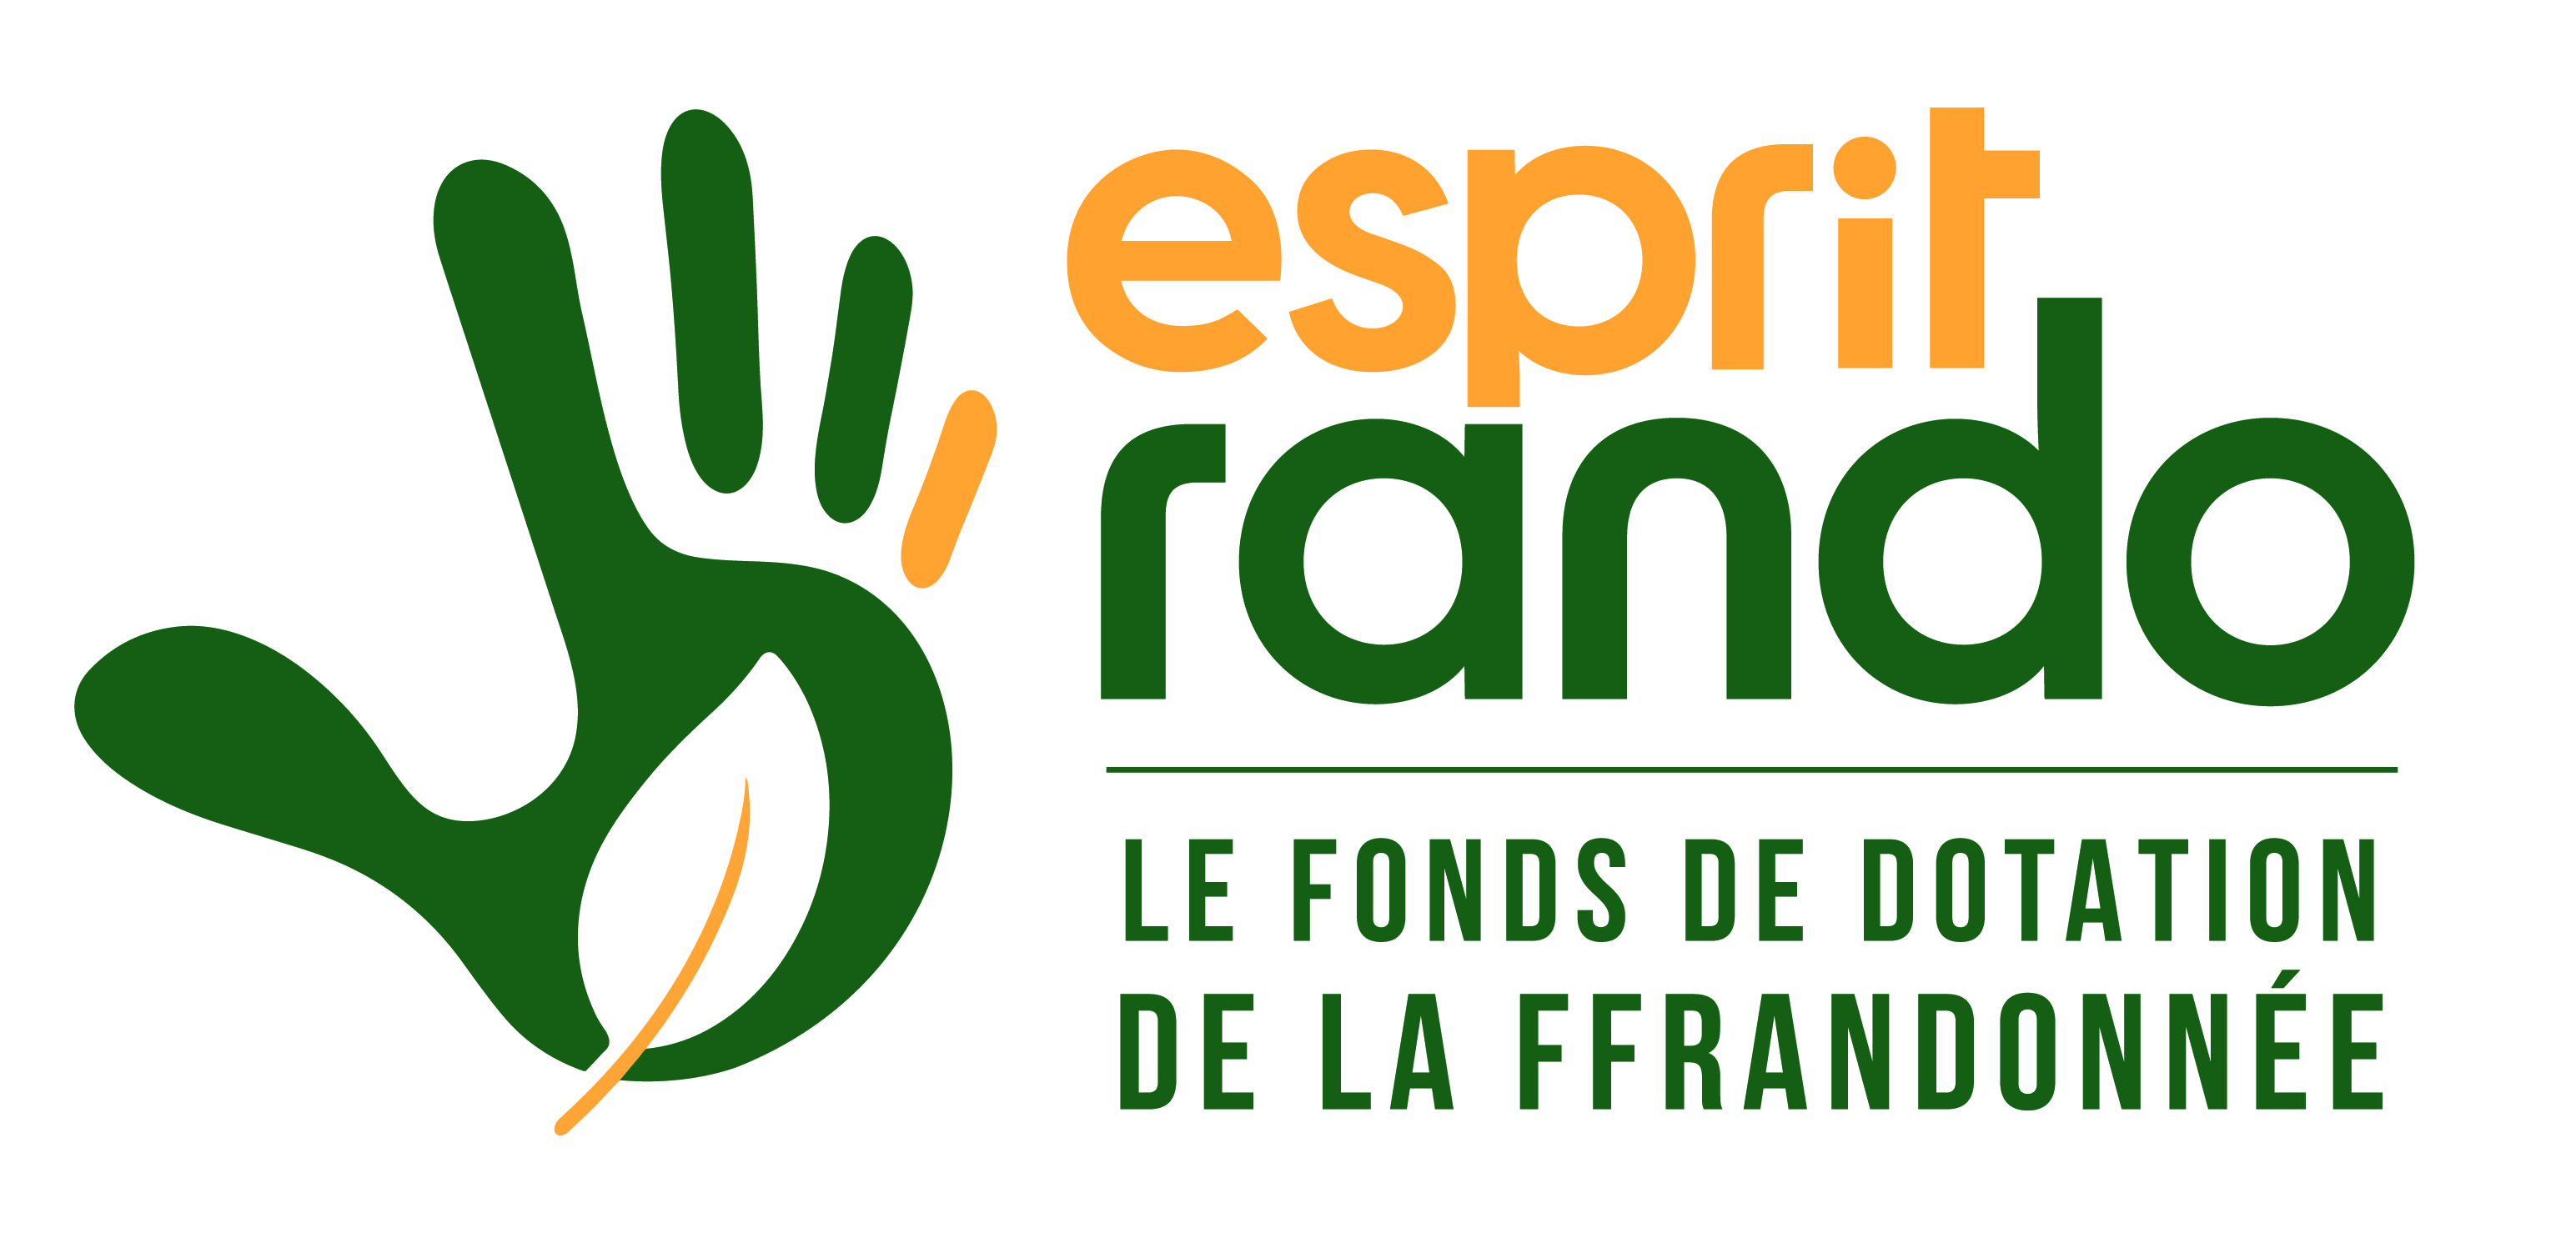 esprit
rando
LE FONDS DE DOTATION
DE LA FFRANDONNÉE